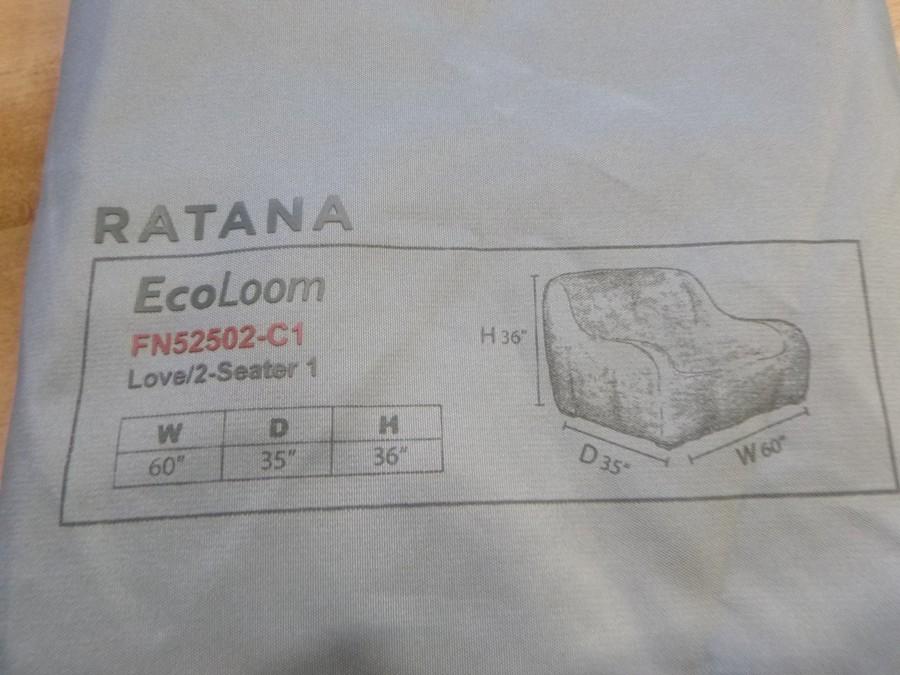 RATANA
EcoLoom
FN52502-C1
Love/2-Seater 1
W D H
60" 35" 36"
H 36"
D 35"
W 60"